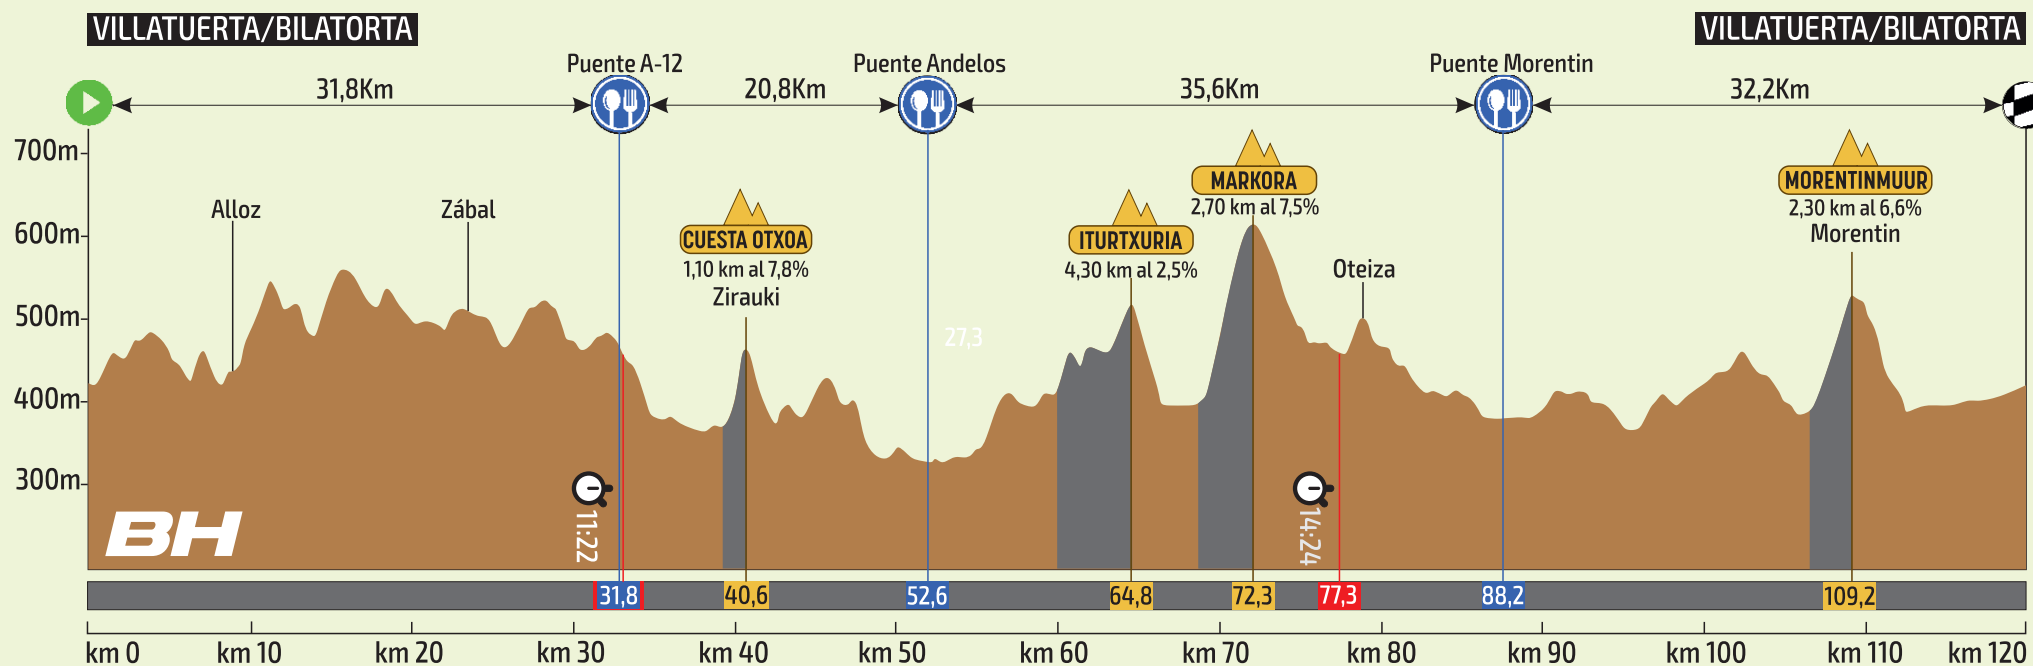 VILLATUERTA/BILATORTA
VILLATUERTA/BILATORTA
Puente A-12
Puente Andelos
Puente Morentin
31,8Km
20,8Km
35,6Km
32,2Km
700m
600m
500m
400m
300m
Alloz
Zábal
CUESTA OTXOA
1,10 km al 7,8%
Zirauki
27,3
ITURTXURIA
4,30 km al 2,5%
MARKORA
2,70 km al 7,5%
Oteiza
MORENTINMUUR
2,30 km al 6,6%
Morentin
BH
11:22
14:24
31,8
40,6
52,6
64,8
72,3
77,3
88,2
109,2
km 0
km 10
km 20
km 30
km 40
km 50
km 60
km 70
km 80
km 90
km 100
km 110
km 120